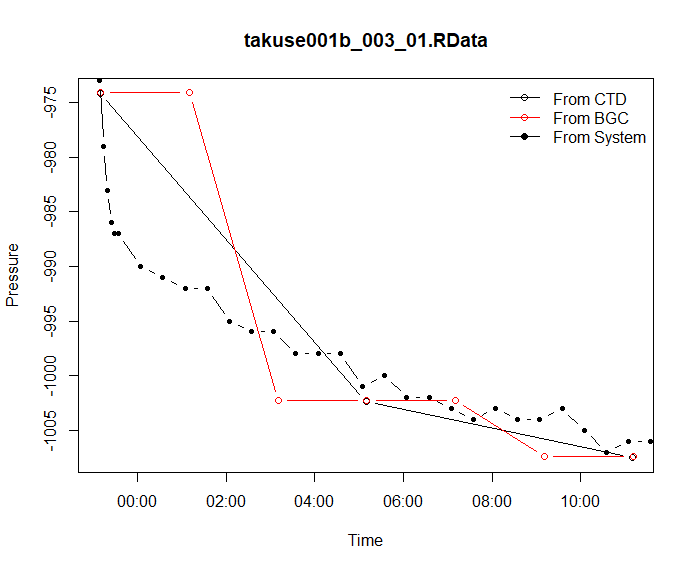 takuse001b_003_01.RData
From CTD
From BGC
From System
Pressure
-975
-980
-985
-990
-995
-1000
-1005
00:00 02:00 04:00 06:00 08:00 10:00
Time